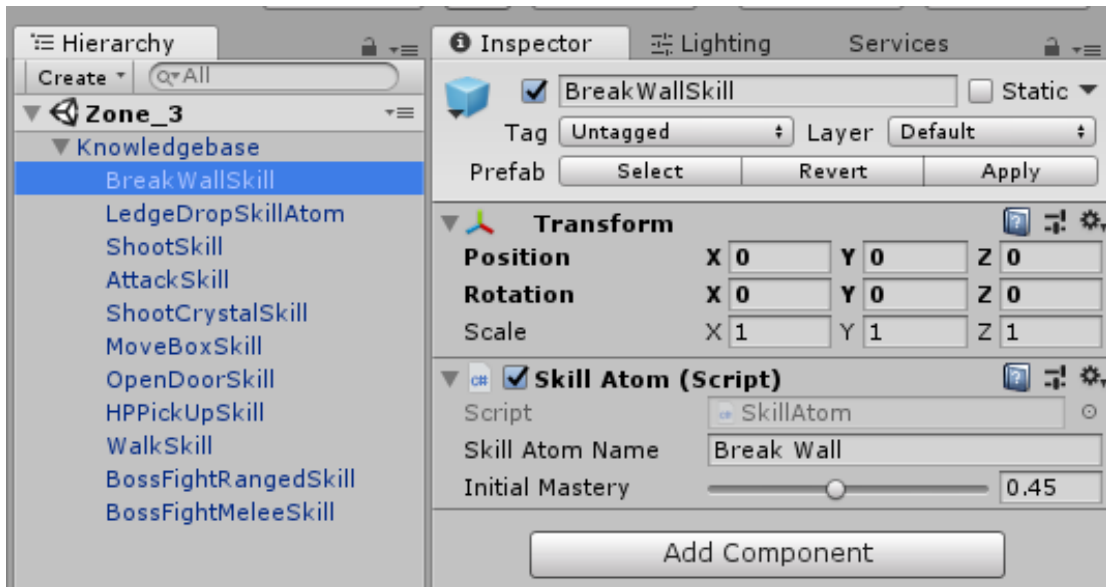 Hierarchy
Create All
Zone_3
Knowledgebase
BreakWallSkill
LedgeDropSkillAtom
ShootSkill
AttackSkill
ShootCrystalSkill
MoveBoxSkill
OpenDoorSkill
HPPickUpSkill
WalkSkill
BossFightRangedSkill
BossFightMeleeSkill
Inspector Lighting Services
BreakWallSkill Static
Tag Untagged Layer Default
Prefab Select Revert Apply
Transform
Position X 0 Y 0 Z 0
Rotation X 0 Y 0 Z 0
Scale X 1 Y 1 Z 1
C# Skill Atom (Script)
Script SkillAtom
Skill Atom Name Break Wall
Initial Mastery 0.45
Add Component